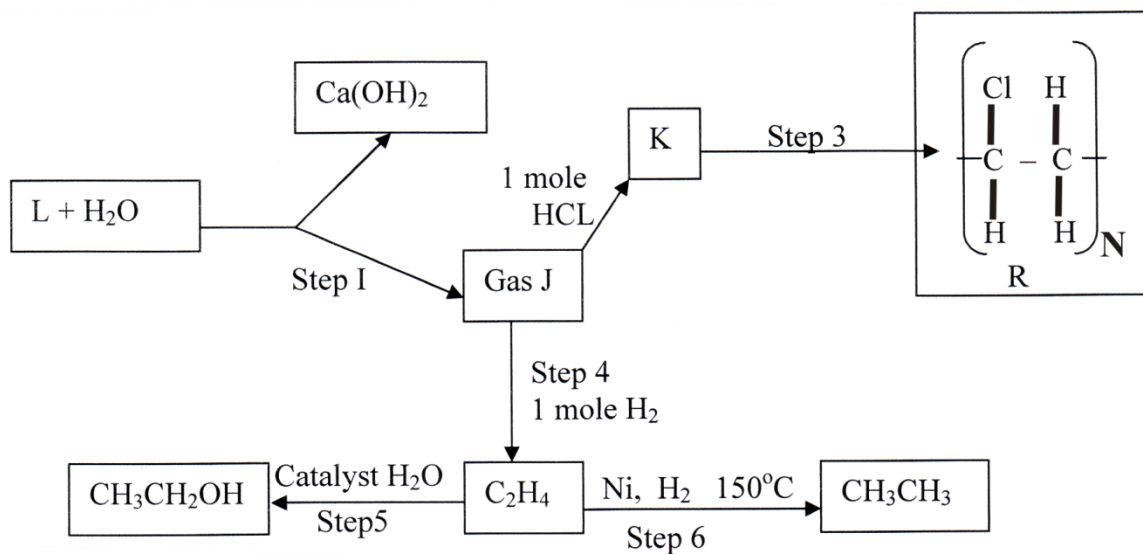 Ca(OH)₂
L + H₂O
Step I
Gas J
1 mole
HCL
K
Step 3
Cl H
C – C
H H
N
R
Step 4
1 mole H₂
CH₃CH₂OH
Catalyst H₂O
Step5
C₂H₄
Ni, H₂ 150°C
Step 6
CH₃CH₃